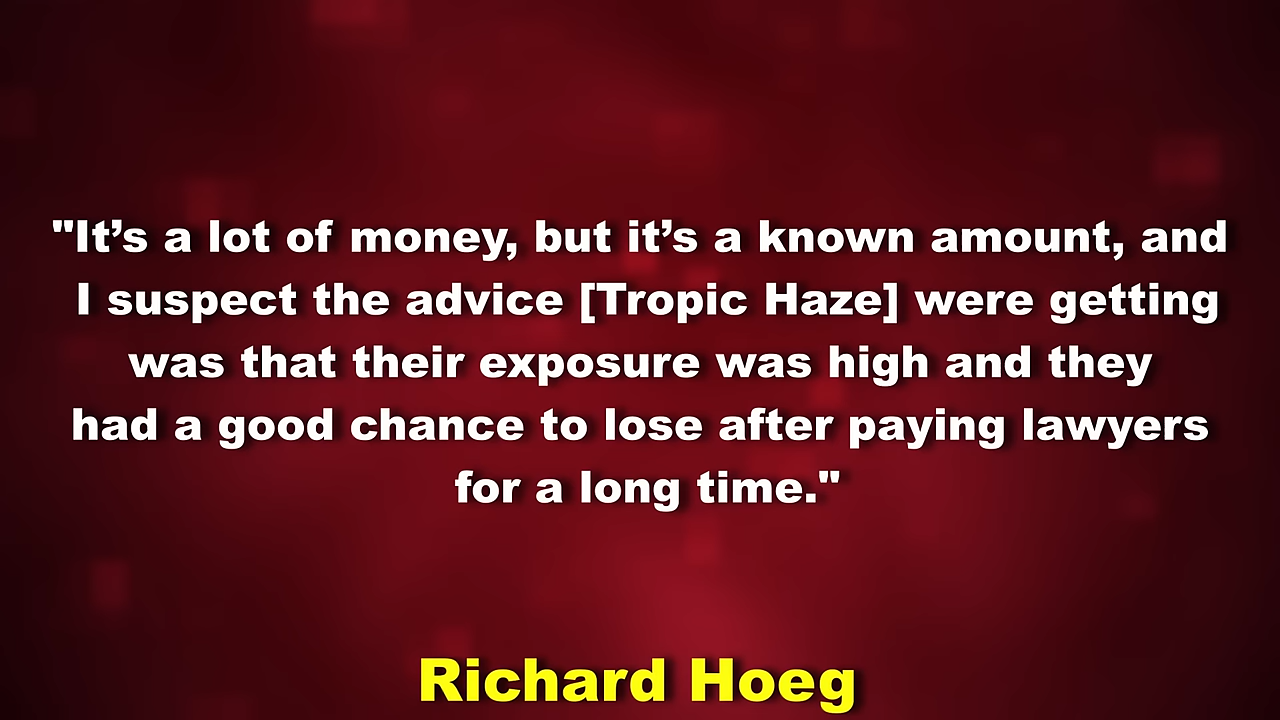 "It’s a lot of money, but it’s a known amount, and
I suspect the advice [Tropic Haze] were getting
was that their exposure was high and they
had a good chance to lose after paying lawyers
for a long time."
Richard Hoeg